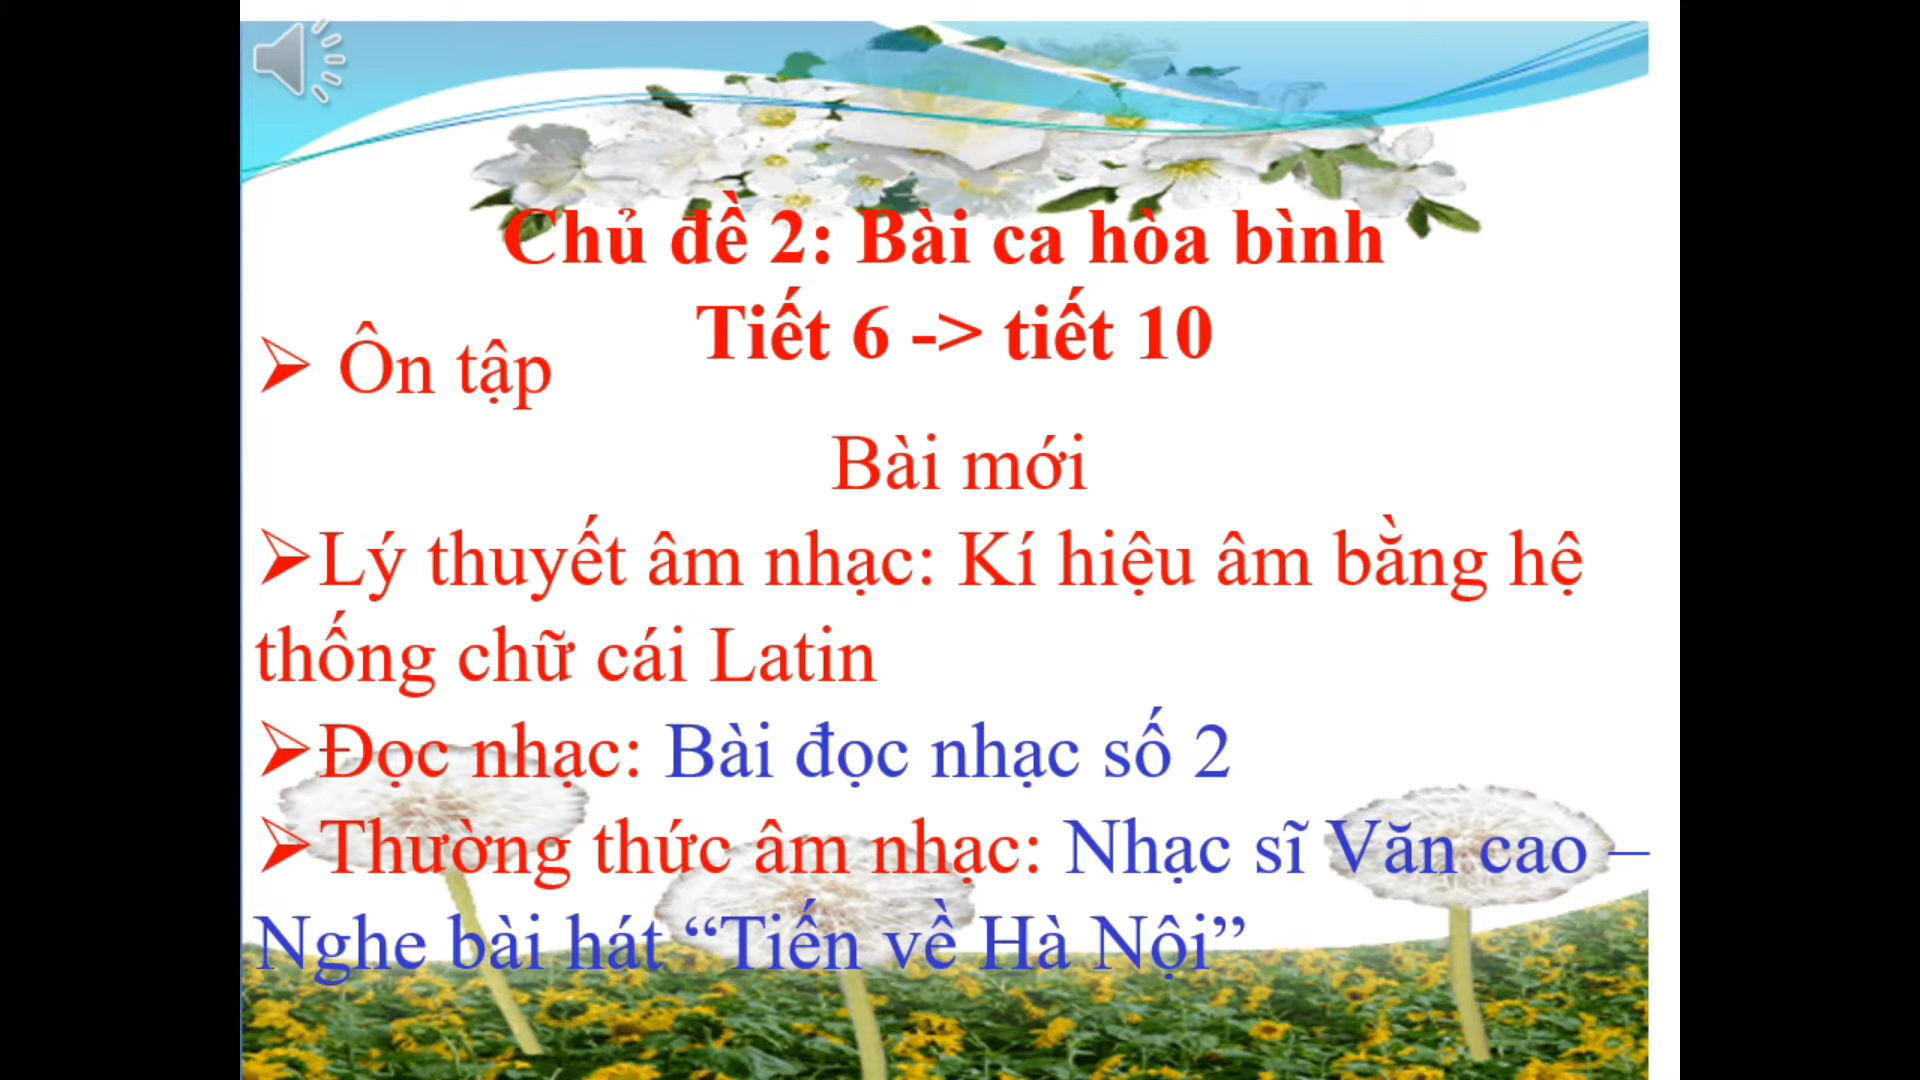 Chủ đề 2: Bài ca hòa bình
Tiết 6 -> tiết 10
Ôn tập
Bài mới
Lý thuyết âm nhạc: Kí hiệu âm bằng hệ
thống chữ cái Latin
Đọc nhạc: Bài đọc nhạc số 2
Thường thức âm nhạc: Nhạc sĩ Văn cao –
Nghe bài hát “Tiến về Hà Nội”